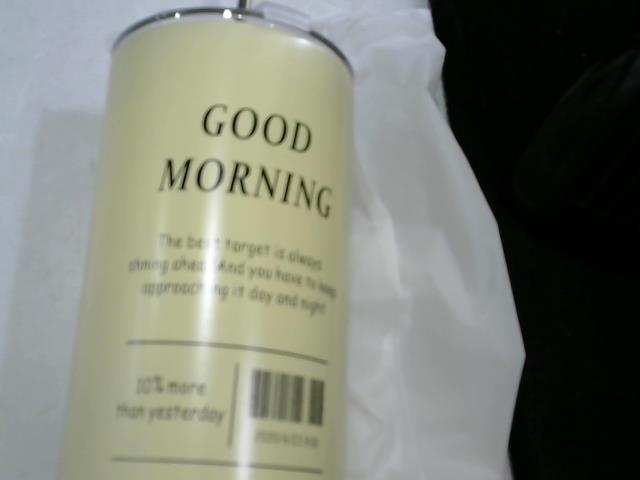 GOOD
MORNING
The best target is always
shining ahead And you have to keep
approaching it day and night
10% more
than yesterday